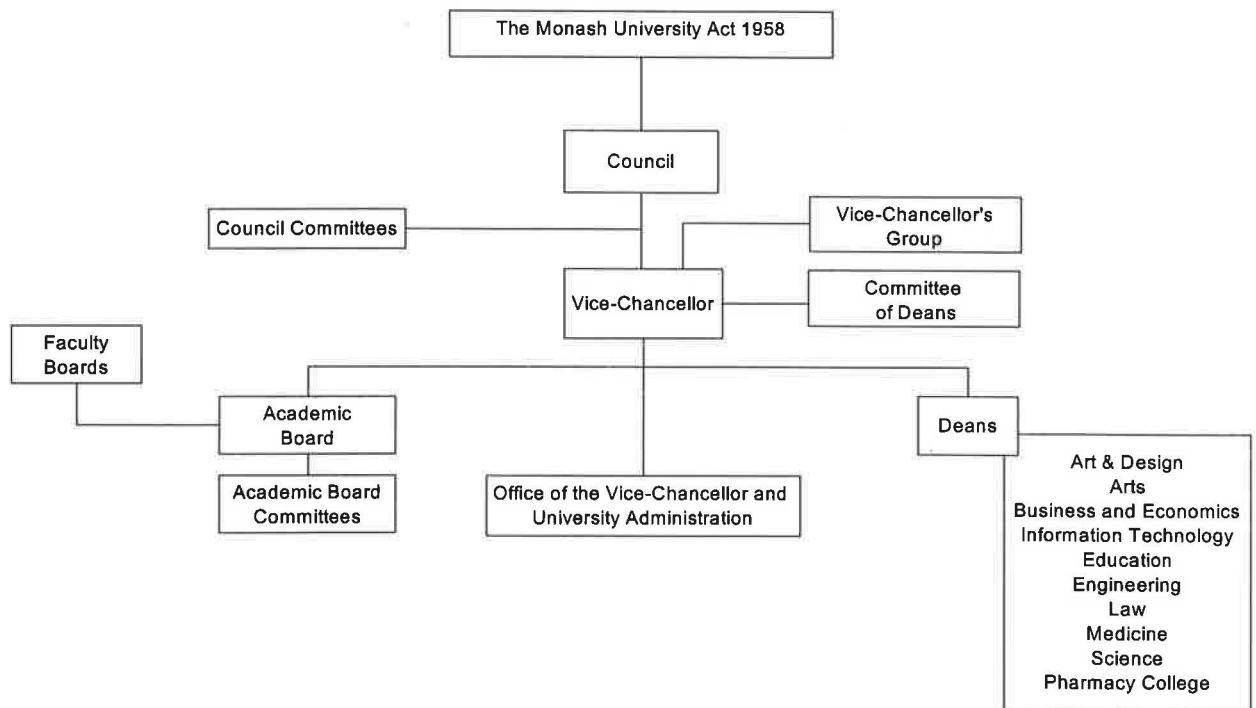 The Monash University Act 1958
Council
Council Committees
Vice-Chancellor's
Group
Vice-Chancellor
Committee
of Deans
Faculty
Boards
Academic
Board
Deans
Academic Board
Committees
Office of the Vice-Chancellor and
University Administration
Art & Design
Arts
Business and Economics
Information Technology
Education
Engineering
Law
Medicine
Science
Pharmacy College